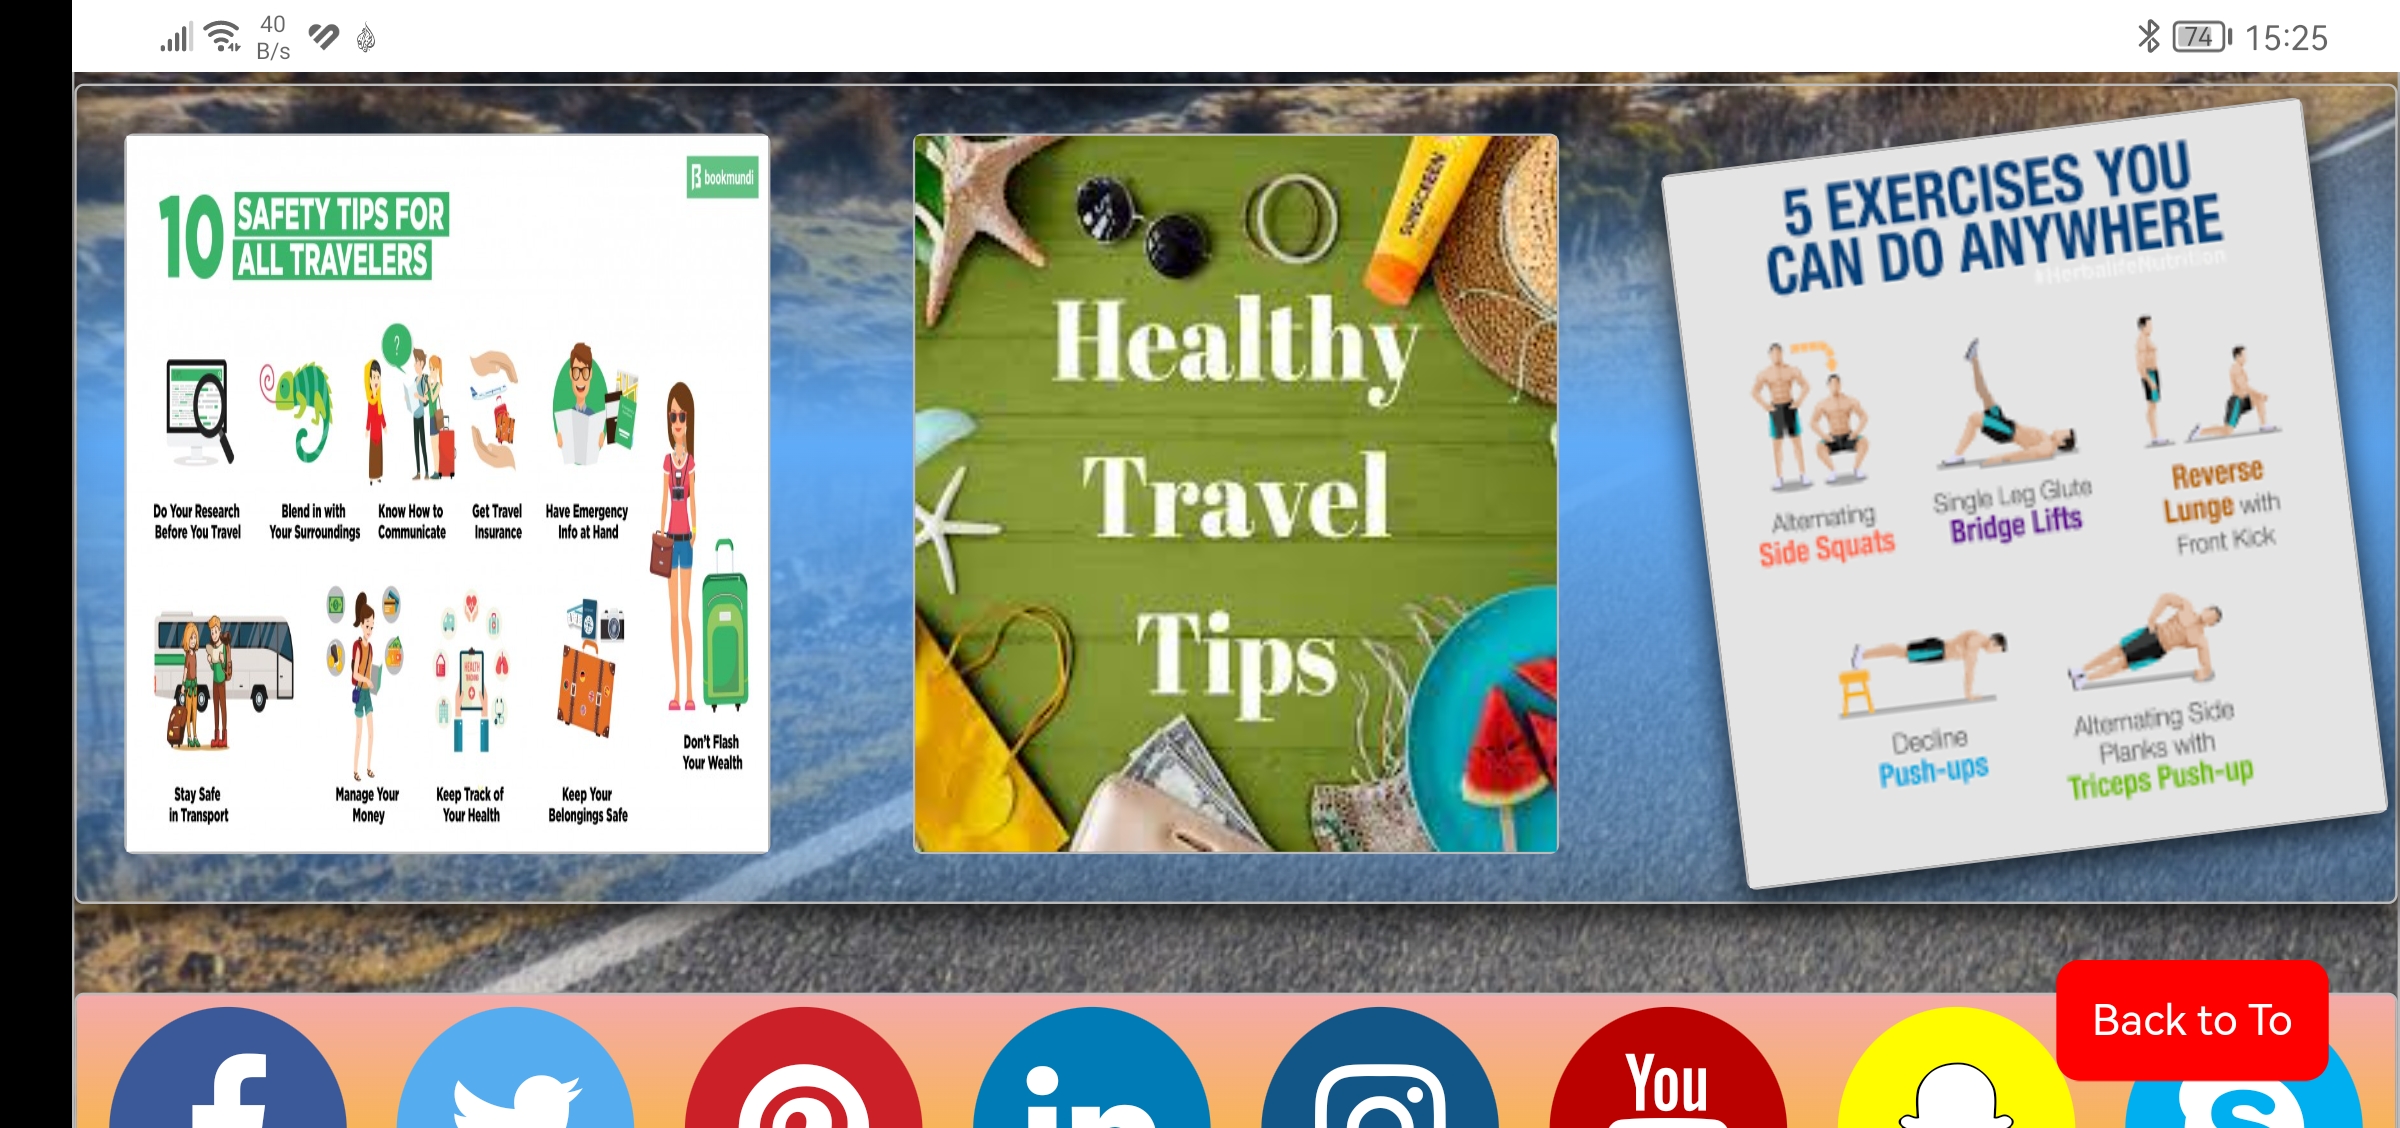 40
B/s
74
15:25
bookmundi
10
SAFETY TIPS FOR
ALL TRAVELERS
?
Do Your Research
Before You Travel
Blend in with
Your Surroundings
Know How to
Communicate
Get Travel
Insurance
Have Emergency
Info at Hand
Stay Safe
in Transport
Manage Your
Money
HEALTH
Keep Track of
Your Health
Keep Your
Belongings Safe
Don't Flash
Your Wealth
SUNSCREEN
Healthy
Travel
Tips
5 EXERCISES YOU
CAN DO ANYWHERE
#HerbalifeNutrition
Alternating
Side Squats
Single Leg Glute
Bridge Lifts
Reverse
Lunge with
Front Kick
Decline
Push-ups
Alternating Side
Planks with
Triceps Push-up
Back to To
f
in
You
S